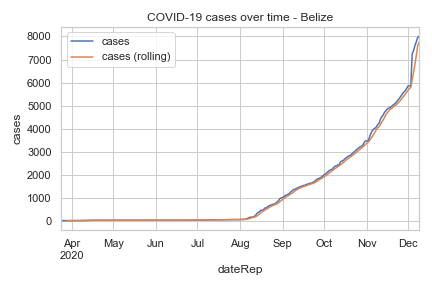 COVID-19 cases over time - Belize
cases
cases (rolling)
8000
7000
6000
5000
4000
3000
2000
1000
0
cases
Apr May Jun Jul Aug Sep Oct Nov Dec
2020
dateRep